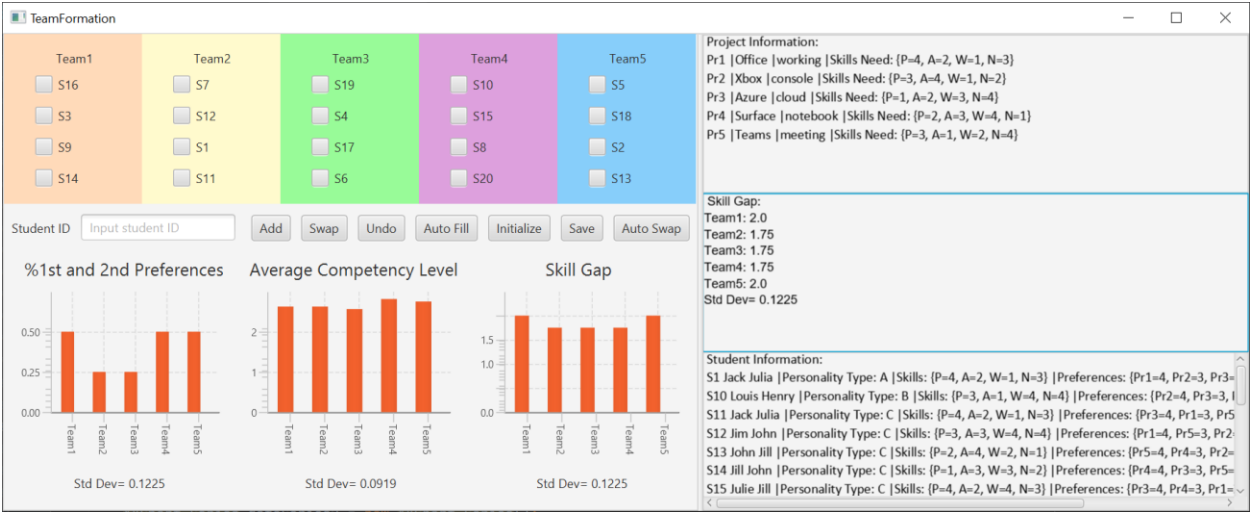 TeamFormation
Team1 Team2 Team3 Team4 Team5
S16 S7 S19 S10 S5
S3 S12 S4 S15 S18
S9 S1 S17 S8 S2
S14 S11 S6 S20 S13
Student ID Input student ID Add Swap Undo Auto Fill Initialize Save Auto Swap
%1st and 2nd Preferences
0.50
0.25
0.00
Team1 Team2 Team3 Team4 Team5
Std Dev= 0.1225
Average Competency Level
2
1
0
Team1 Team2 Team3 Team4 Team5
Std Dev= 0.0919
Skill Gap
1.5
1.0
0.0
Team1 Team2 Team3 Team4 Team5
Std Dev= 0.1225
Project Information:
Pr1 |Office |working |Skills Need: {P=4, A=2, W=1, N=3}
Pr2 |Xbox |console |Skills Need: {P=3, A=4, W=1, N=2}
Pr3 |Azure |cloud |Skills Need: {P=1, A=2, W=3, N=4}
Pr4 |Surface |notebook |Skills Need: {P=2, A=3, W=4, N=1}
Pr5 |Teams |meeting |Skills Need: {P=3, A=1, W=2, N=4}
Skill Gap:
Team1: 2.0
Team2: 1.75
Team3: 1.75
Team4: 1.75
Team5: 2.0
Std Dev= 0.1225
Student Information:
S1 Jack Julia |Personality Type: A |Skills: {P=4, A=2, W=1, N=3} |Preferences: {Pr1=4, Pr2=3, Pr3=
S10 Louis Henry |Personality Type: B |Skills: {P=3, A=1, W=4, N=4} |Preferences: {Pr2=4, Pr3=3,
S11 Jack Julia |Personality Type: C |Skills: {P=4, A=2, W=1, N=3} |Preferences: {Pr3=4, Pr1=3, Pr5
S12 Jim John |Personality Type: C |Skills: {P=3, A=3, W=4, N=4} |Preferences: {Pr1=4, Pr5=3, Pr2
S13 John Jill |Personality Type: C |Skills: {P=2, A=4, W=2, N=1} |Preferences: {Pr5=4, Pr4=3, Pr2=
S14 Jill John |Personality Type: C |Skills: {P=1, A=3, W=3, N=2} |Preferences: {Pr4=4, Pr3=3, Pr5=
S15 Julie Jill |Personality Type: C |Skills: {P=4, A=2, W=4, N=3} |Preferences: {Pr3=4, Pr4=3, Pr1=